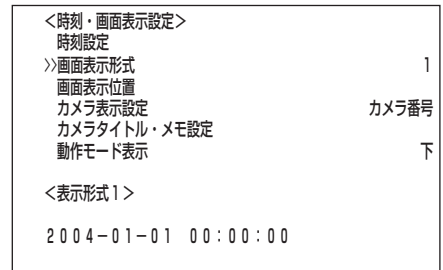 ＜時刻・画面表示設定＞
時刻設定
>>画面表示形式 1
画面表示位置
カメラ表示設定 カメラ番号
カメラタイトル・メモ設定
動作モード表示 下
＜表示形式1＞
2004-01-01 00:00:00